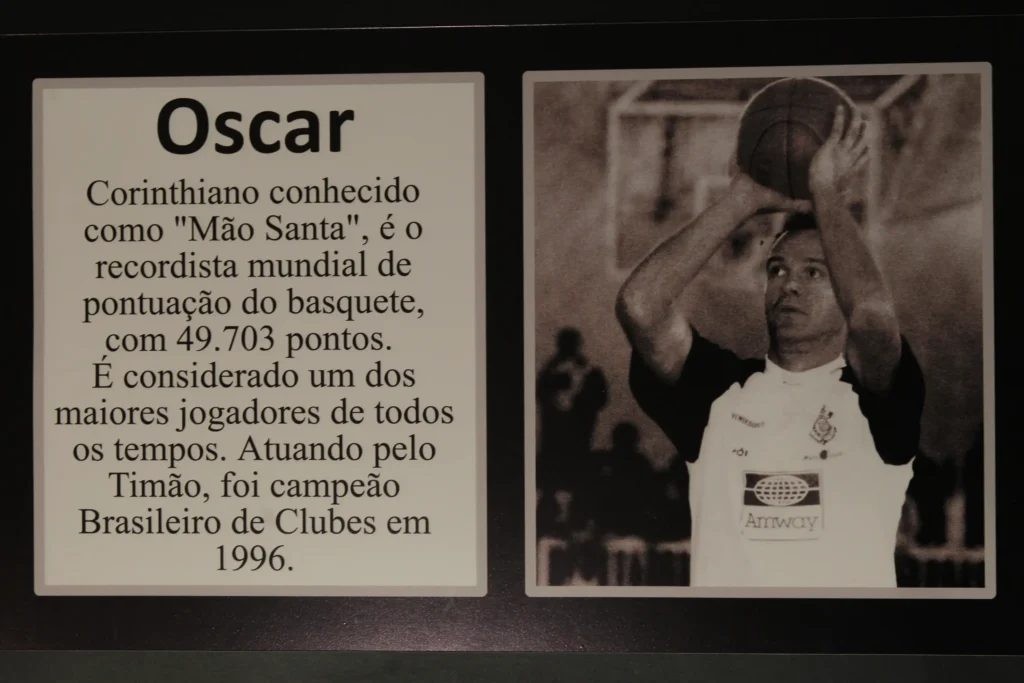 Oscar
Corinthiano conhecido
como "Mão Santa", é o
recordista mundial de
pontuação do basquete,
com 49.703 pontos.
É considerado um dos
maiores jogadores de todos
os tempos. Atuando pelo
Timão, foi campeão
Brasileiro de Clubes em
1996.
Amway